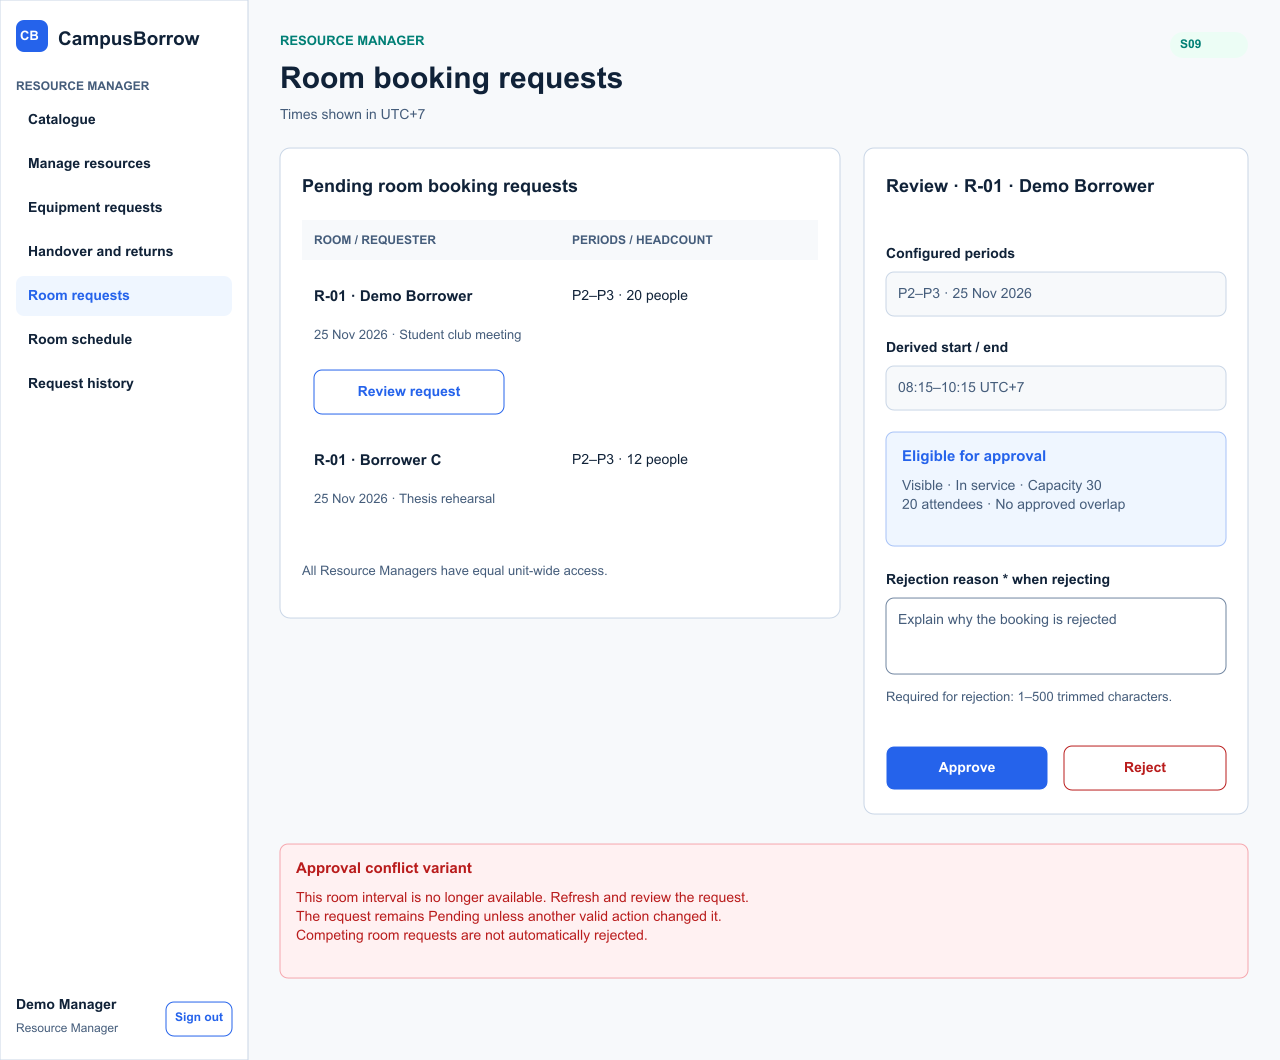 CB
CampusBorrow
RESOURCE MANAGER
Catalogue
Manage resources
Equipment requests
Handover and returns
Room requests
Room schedule
Request history
Demo Manager
Resource Manager
Sign out
RESOURCE MANAGER
S09
Room booking requests
Times shown in UTC+7
Pending room booking requests
ROOM / REQUESTER
PERIODS / HEADCOUNT
R-01 · Demo Borrower
P2–P3 · 20 people
25 Nov 2026 · Student club meeting
Review request
R-01 · Borrower C
P2–P3 · 12 people
25 Nov 2026 · Thesis rehearsal
All Resource Managers have equal unit-wide access.
Review · R-01 · Demo Borrower
Configured periods
P2–P3 · 25 Nov 2026
Derived start / end
08:15–10:15 UTC+7
Eligible for approval
Visible · In service · Capacity 30
20 attendees · No approved overlap
Rejection reason * when rejecting
Explain why the booking is rejected
Required for rejection: 1–500 trimmed characters.
Approve
Reject
Approval conflict variant
This room interval is no longer available. Refresh and review the request.
The request remains Pending unless another valid action changed it.
Competing room requests are not automatically rejected.